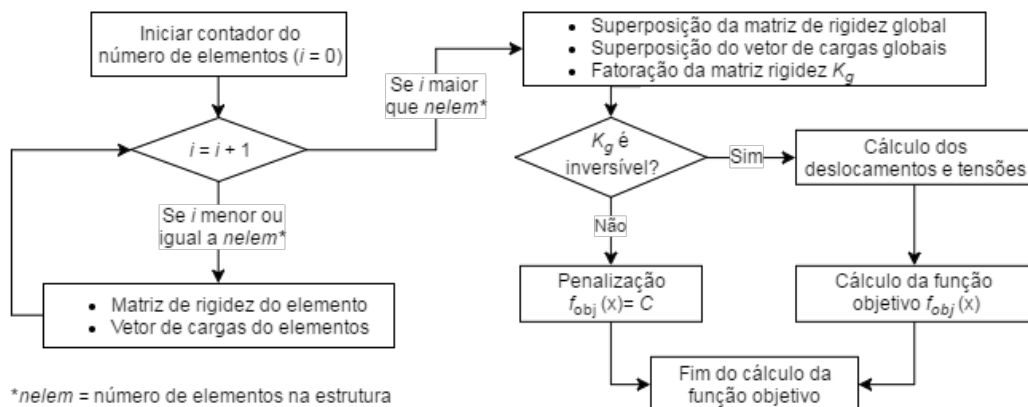 Iniciar contador do
número de elementos (i = 0)
i = i + 1
Se i menor ou
igual a nelem*
• Matriz de rigidez do elemento
• Vetor de cargas do elementos
Se i maior
que nelem*
• Superposição da matriz de rigidez global
• Superposição do vetor de cargas globais
• Fatoração da matriz rigidez Kg
Kg é
inversível?
Sim
Cálculo dos
deslocamentos e tensões
Não
Penalização
fobj (x)= C
Cálculo da função
objetivo fobj (x)
Fim do cálculo da
função objetivo
*nelem = número de elementos na estrutura